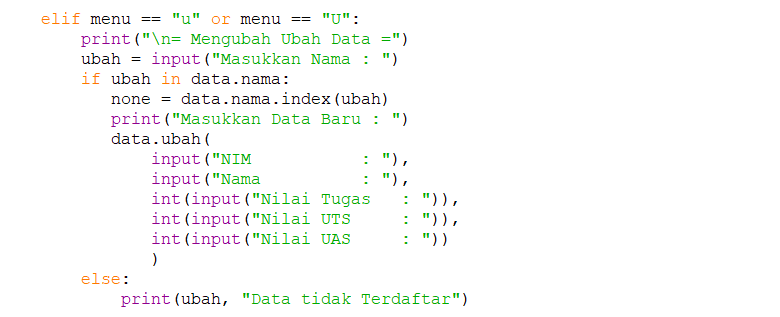 elif menu == "u" or menu == "U":
    print("\n= Mengubah Ubah Data =")
    ubah = input("Masukkan Nama : ")
    if ubah in data.nama:
       none = data.nama.index(ubah)
       print("Masukkan Data Baru : ")
       data.ubah(
           input("NIM           : "),
           input("Nama          : "),
           int(input("Nilai Tugas   : ")),
           int(input("Nilai UTS     : ")),
           int(input("Nilai UAS     : "))
           )
    else:
        print(ubah, "Data tidak Terdaftar")